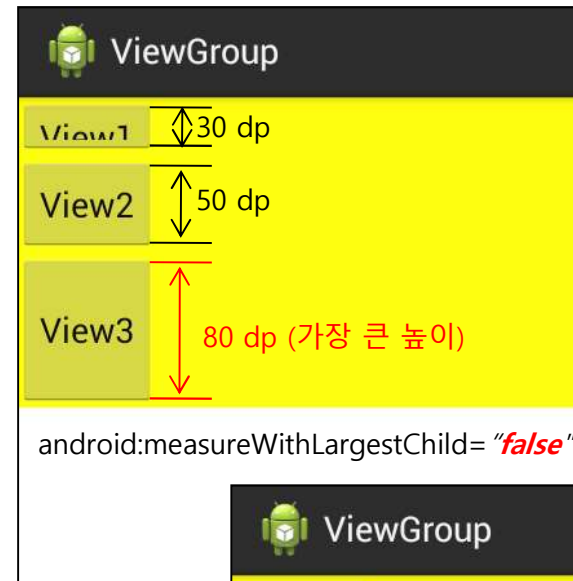 ViewGroup
View1
30 dp
View2
50 dp
View3
80 dp (가장 큰 높이)
android:measureWithLargestChild="false"
ViewGroup